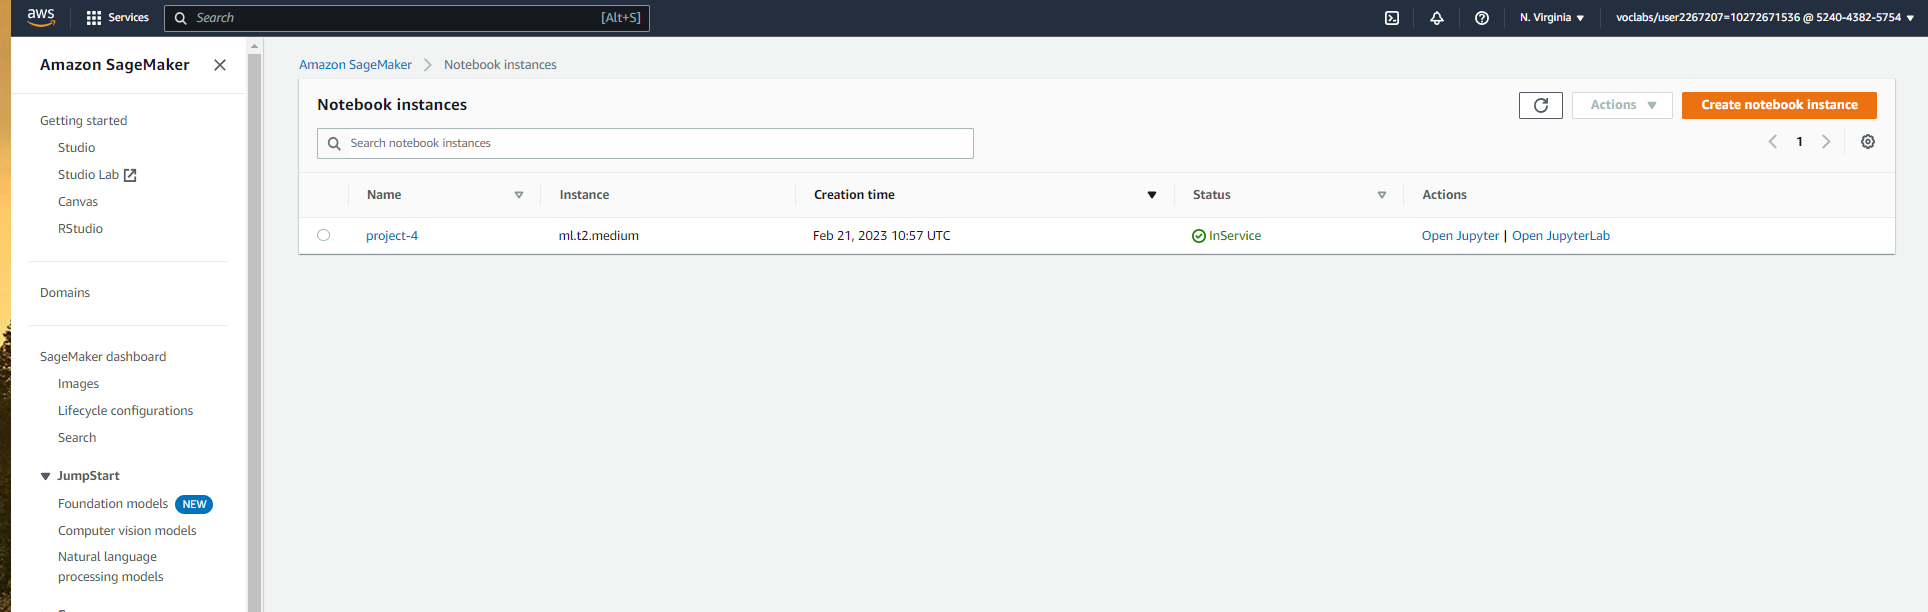 aws
Services
Search
[Alt+S]
N. Virginia
voclabs/user2267207=10272671536 @ 5240-4382-5754
Amazon SageMaker
Getting started
Studio
Studio Lab
Canvas
RStudio
Domains
SageMaker dashboard
Images
Lifecycle configurations
Search
JumpStart
Foundation models NEW
Computer vision models
Natural language
processing models
Amazon SageMaker > Notebook instances
Notebook instances
Actions
Create notebook instance
Search notebook instances
1
Name Instance Creation time Status Actions
project-4 ml.t2.medium Feb 21, 2023 10:57 UTC InService Open Jupyter | Open JupyterLab